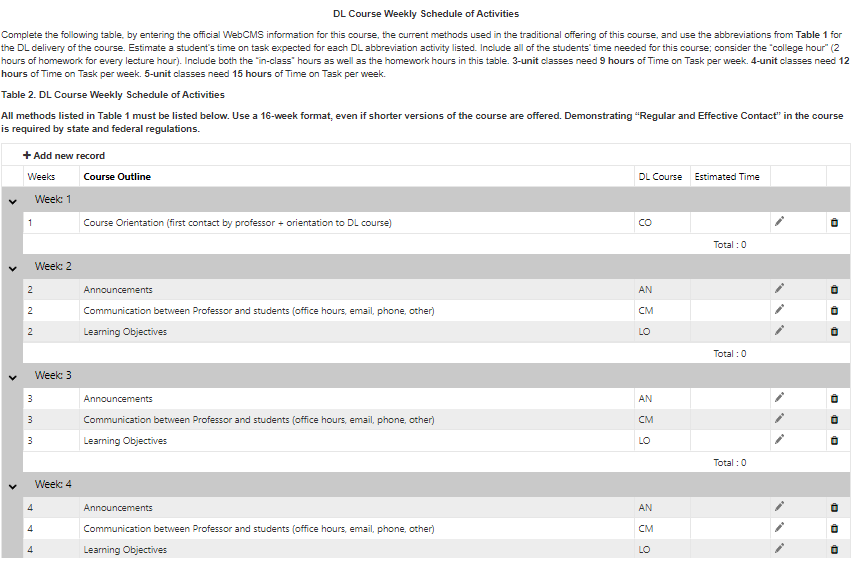 DL Course Weekly Schedule of Activities
Complete the following table, by entering the official WebCMS information for this course, the current methods used in the traditional offering of this course, and use the abbreviations from Table 1 for
the DL delivery of the course. Estimate a student's time on task expected for each DL abbreviation activity listed. Include all of the students' time needed for this course; consider the "college hour" (2
hours of homework for every lecture hour). Include both the "in-class" hours as well as the homework hours in this table. 3-unit classes need 9 hours of Time on Task per week. 4-unit classes need 12
hours of Time on Task per week. 5-unit classes need 15 hours of Time on Task per week.
Table 2. DL Course Weekly Schedule of Activities
All methods listed in Table 1 must be listed below. Use a 16-week format, even if shorter versions of the course are offered. Demonstrating "Regular and Effective Contact" in the course
is required by state and federal regulations.
+ Add new record
Weeks Course Outline DL Course Estimated Time
Week: 1
1 Course Orientation (first contact by professor + orientation to DL course) CO
Total : 0
Week: 2
2 Announcements AN
2 Communication between Professor and students (office hours, email, phone, other) CM
2 Learning Objectives LO
Total : 0
Week: 3
3 Announcements AN
3 Communication between Professor and students (office hours, email, phone, other) CM
3 Learning Objectives LO
Total : 0
Week: 4
4 Announcements AN
4 Communication between Professor and students (office hours, email, phone, other) CM
4 Learning Objectives LO